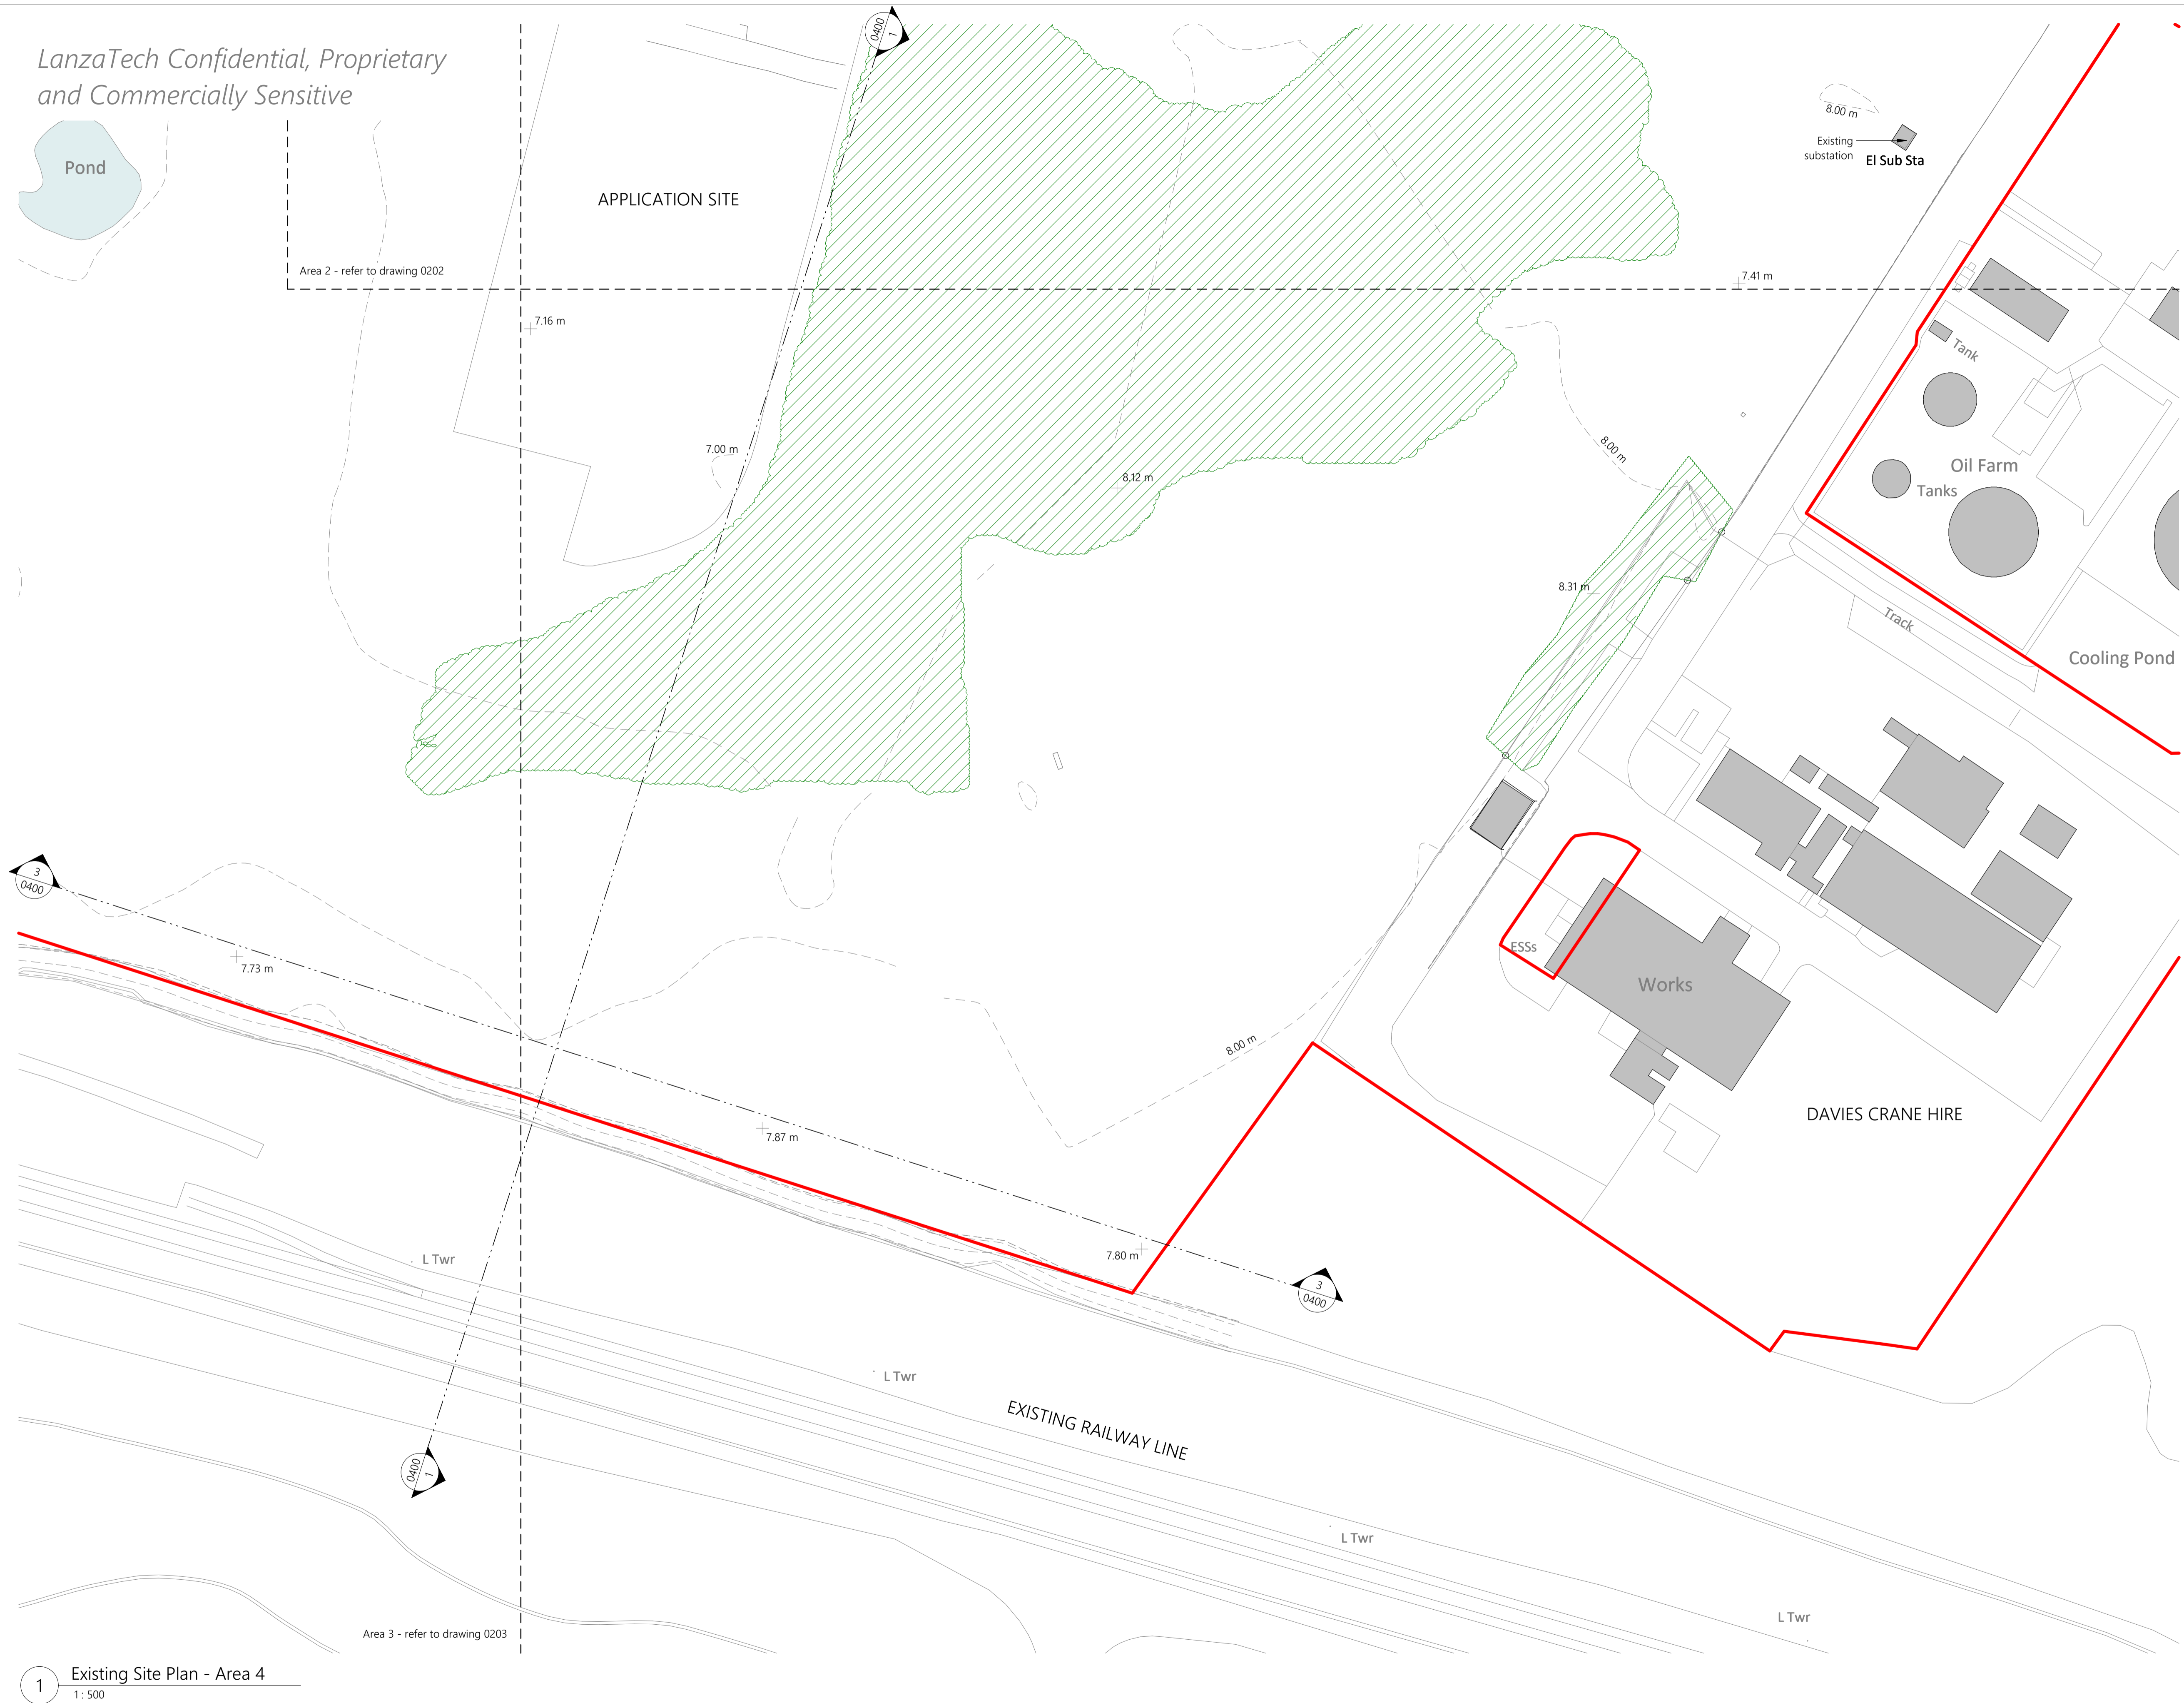 LanzaTech Confidential, Proprietary
and Commercially Sensitive
0400
1
8.00 m
Existing
substation
El Sub Sta
Pond
APPLICATION SITE
Area 2 - refer to drawing 0202
7.41 m
7.16 m
Tank
7.00 m
8.00 m
Oil Farm
8.12 m
Tanks
8.31 m
Track
Cooling Pond
3
0400
ESSs
7.73 m
Works
8.00 m
DAVIES CRANE HIRE
7.87 m
7.80 m
L Twr
3
0400
L Twr
EXISTING RAILWAY LINE
0400
1
L Twr
L Twr
Area 3 - refer to drawing 0203
1
Existing Site Plan - Area 4
1 : 500